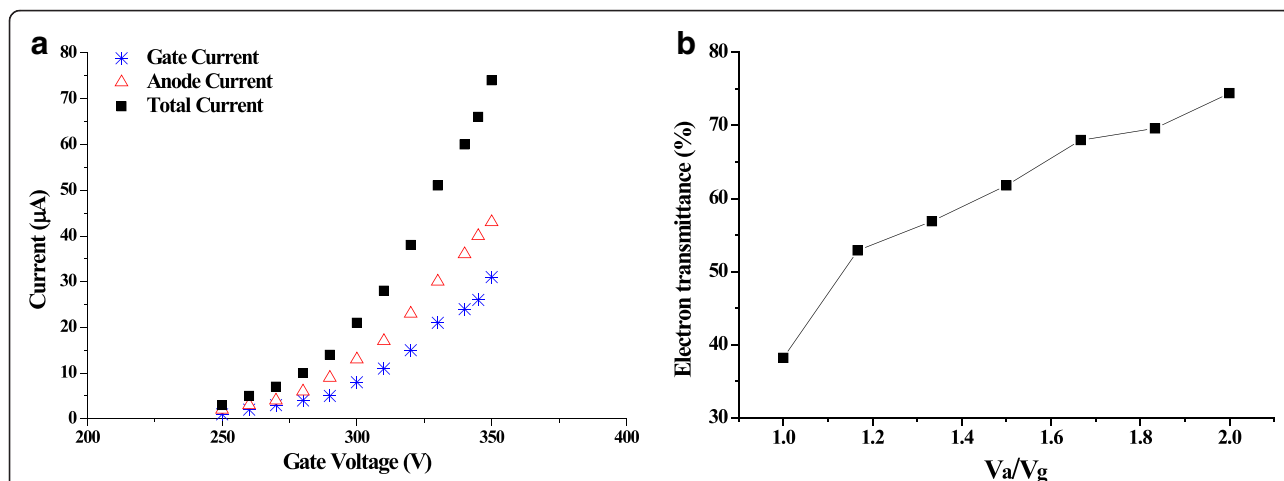 a
Gate Current
Anode Current
Total Current
80
70
60
50
40
30
20
10
0
200
250
300
350
400
Current (μA)
Gate Voltage (V)
b
80
70
60
50
40
30
1.0
1.2
1.4
1.6
1.8
2.0
Electron transmittance (%)
Va/Vg